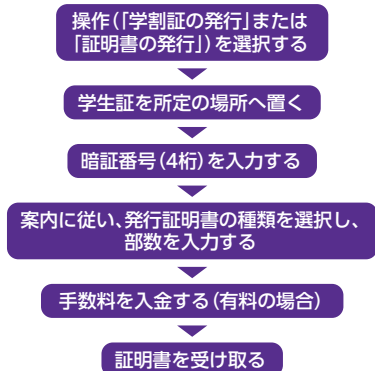 操作（「学割証の発行」または
「証明書の発行」）を選択する
学生証を所定の場所へ置く
暗証番号（4桁）を入力する
案内に従い、発行証明書の種類を選択し、
部数を入力する
手数料を入金する（有料の場合）
証明書を受け取る